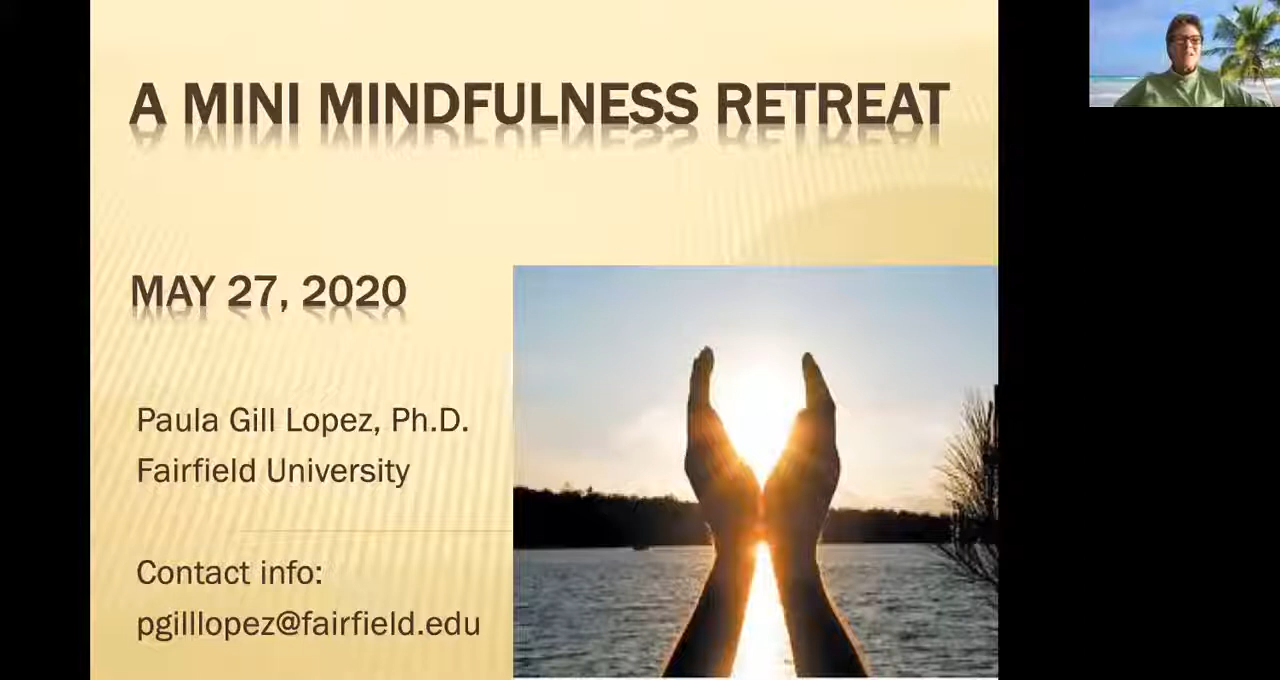 A MINI MINDFULNESS RETREAT
MAY 27, 2020
Paula Gill Lopez, Ph.D.
Fairfield University
Contact info:
pgilllopez@fairfield.edu